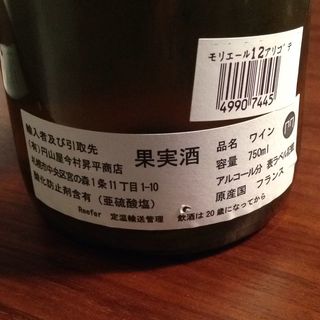 モリエール12アリゴテ
4990 7445
輸入者及び引取先
(有)円山屋今村昇平商店
札幌市中央区宮の森1条11丁目1-10
酸化防止剤含有(亜硫酸塩)
果実酒
品名 ワイン
容量 750ml
アルコール分 表ラベル
原産国 フランス
Reefer 定温輸送管理 飲酒は20歳になってから